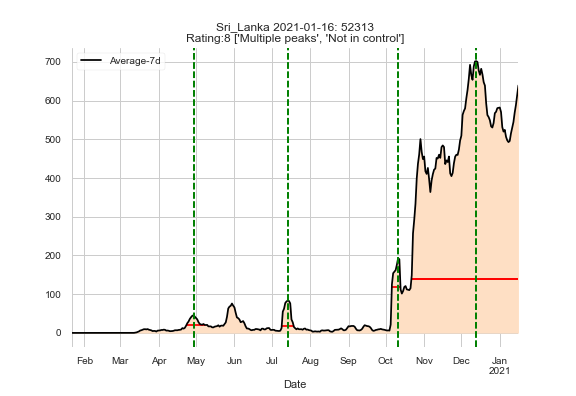 Sri_Lanka 2021-01-16: 52313
Rating:8 ['Multiple peaks', 'Not in control']
Average-7d
700
600
500
400
300
200
100
0
Feb Mar Apr May Jun Jul Aug Sep Oct Nov Dec Jan
2021
Date